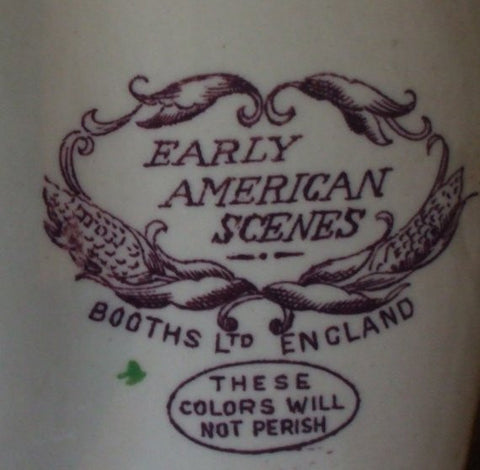 EARLY
AMERICAN
SCENES
BOOTHS LTD ENGLAND
THESE
COLORS WILL
NOT PERISH